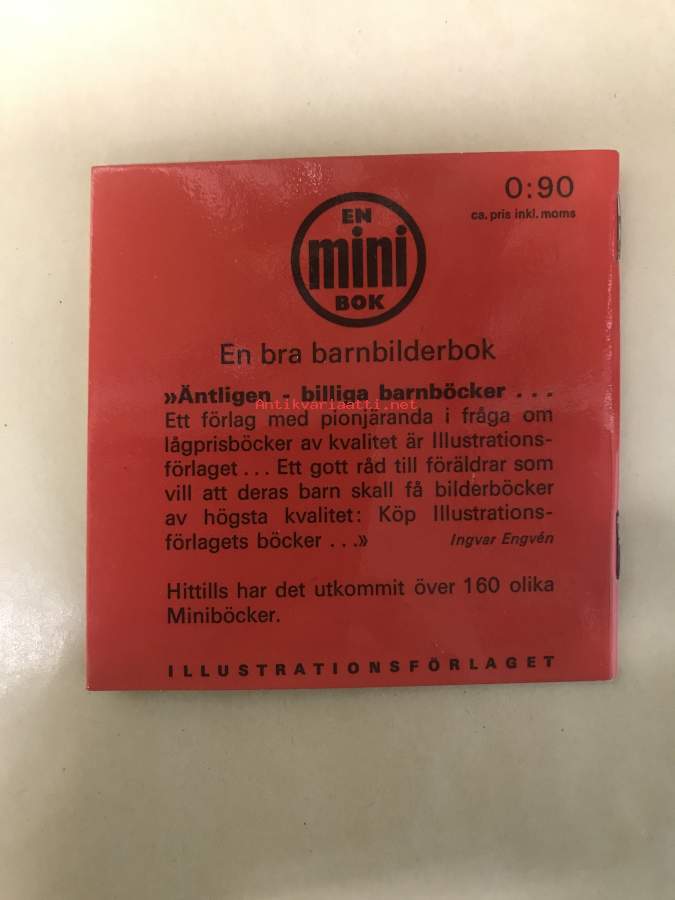 0:90
ca. pris inkl. moms
EN
mini
BOK
En bra barnbilderbok
»Äntligen - billiga barnböcker . . .
Antikvariaatti.net
Ett förlag med pionjäranda i fråga om
lågprisböcker av kvalitet är Illustrations-
förlaget . . . Ett gott råd till föräldrar som
vill att deras barn skall få bilderböcker
av högsta kvalitet: Köp Illustrations-
förlagets böcker . . .» Ingvar Engvén
Hittills har det utkommit över 160 olika
Miniböcker.
ILLUSTRATIONSFÖRLAGET